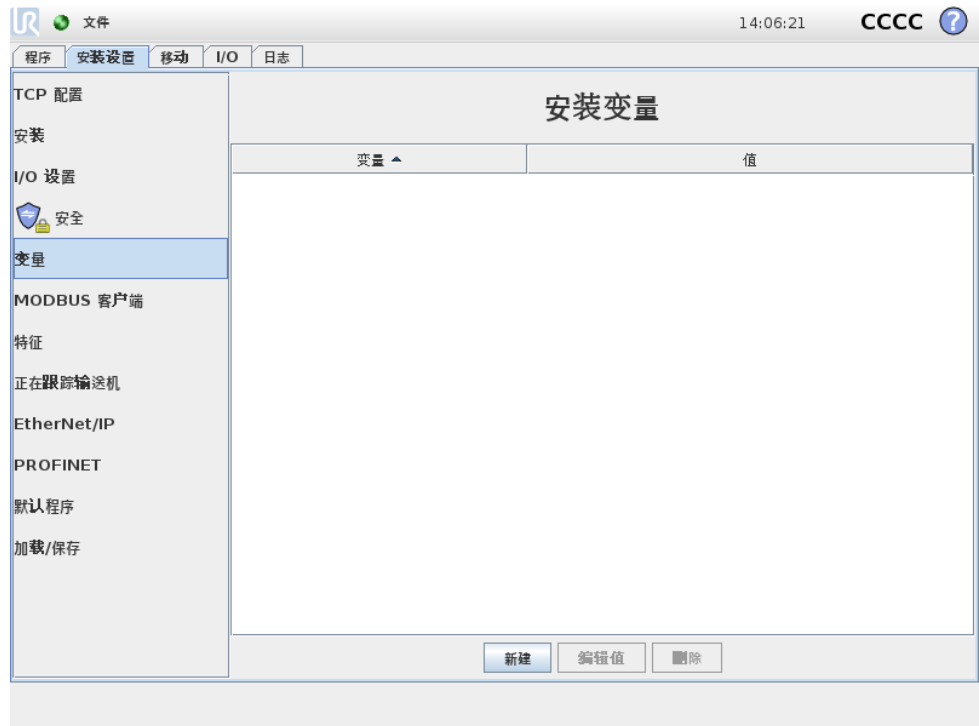 UR 文件 14:06:21 CCCC ?
程序 安装设置 移动 I/O 日志
TCP 配置
安装
I/O 设置
安全
变量
MODBUS 客户端
特征
正在跟踪输送机
EtherNet/IP
PROFINET
默认程序
加载/保存
安装变量
变量 值
新建 编辑值 删除